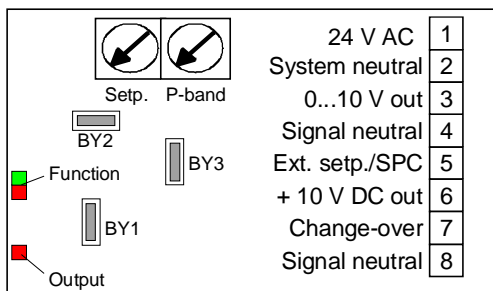 Setp. P-band
BY2
BY3
Function
BY1
Output
24 V AC 1
System neutral 2
0...10 V out 3
Signal neutral 4
Ext. setp./SPC 5
+ 10 V DC out 6
Change-over 7
Signal neutral 8